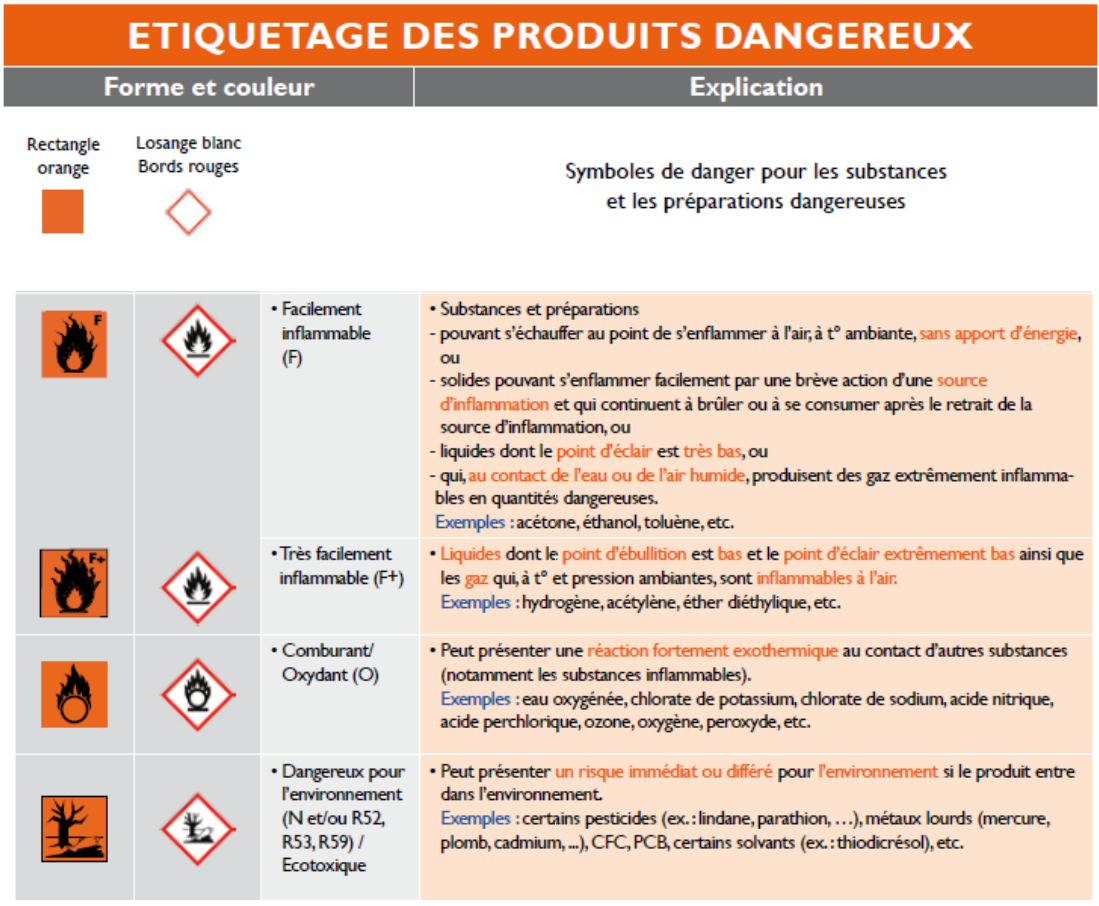 ETIQUETAGE DES PRODUITS DANGEREUX
Forme et couleur
Explication
Rectangle
orange
Losange blanc
Bords rouges
Symboles de danger pour les substances
et les préparations dangereuses
F
• Facilement
inflammable
(F)
• Substances et préparations
- pouvant s’échauffer au point de s’enflammer à l’air, à t° ambiante, sans apport d’énergie,
ou
- solides pouvant s’enflammer facilement par une brève action d’une source
d’inflammation et qui continuent à brûler ou à se consumer après le retrait de la
source d’inflammation, ou
- liquides dont le point d’éclair est très bas, ou
- qui, au contact de l’eau ou de l’air humide, produisent des gaz extrêmement inflamma-
bles en quantités dangereuses.
Exemples : acétone, éthanol, toluène, etc.
F+
• Très facilement
inflammable (F+)
• Liquides dont le point d’ébullition est bas et le point d’éclair extrêmement bas ainsi que
les gaz qui, à t° et pression ambiantes, sont inflammables à l’air.
Exemples : hydrogène, acétylène, éther diéthylique, etc.
• Comburant/
Oxydant (O)
• Peut présenter une réaction fortement exothermique au contact d’autres substances
(notamment les substances inflammables).
Exemples : eau oxygénée, chlorate de potassium, chlorate de sodium, acide nitrique,
acide perchlorique, ozone, oxygène, peroxyde, etc.
• Dangereux pour
l’environnement
(N et/ou R52,
R53, R59) /
Ecotoxique
• Peut présenter un risque immédiat ou différé pour l’environnement si le produit entre
dans l’environnement.
Exemples : certains pesticides (ex. : lindane, parathion, …), métaux lourds (mercure,
plomb, cadmium, ...), CFC, PCB, certains solvants (ex. : thiodicrésol), etc.